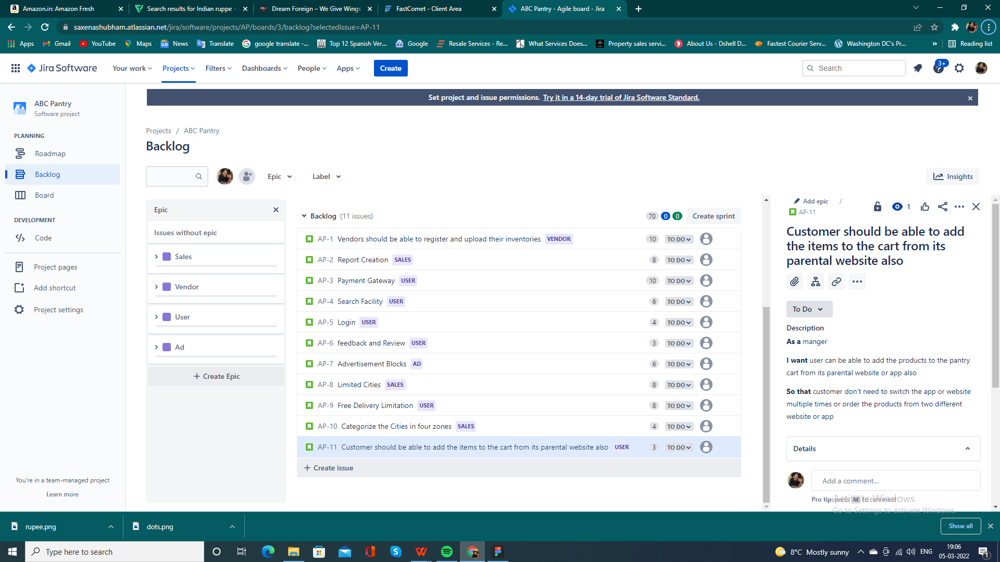 Amazon.in: Amazon Fresh
Search results for Indian ruppe -
Dream Foreign – We Give Wings
FastComet - Client Area
ABC Pantry - Agile board - Jira
saxenashubham.atlassian.net/jira/software/projects/AP/boards/3/backlog?selectedIssue=AP-11
Apps
Gmail
YouTube
Maps
News
Translate
google translate -...
Top 12 Spanish Ver...
Google
Resale Services - Re...
What Services Does...
Property sales servi...
About Us - Dshell D...
Fastest Courier Serv...
Washington DC's Pr...
»
Reading list
Jira Software
Your work
Projects
Filters
Dashboards
People
Apps
Create
Search
3+
ABC Pantry
Software project
PLANNING
Roadmap
Backlog
Board
DEVELOPMENT
Code
Project pages
Add shortcut
Project settings
You're in a team-managed project
Learn more
Set project and issue permissions. Try it in a 14-day trial of Jira Software Standard.
Projects / ABC Pantry
Backlog
Epic
Label
Insights
Epic
Issues without epic
Sales
Vendor
User
Ad
+ Create Epic
Backlog (11 issues)
70 0 0
Create sprint
AP-1 Vendors should be able to register and upload their inventories VENDOR 10 TO DO
AP-2 Report Creation SALES 8 TO DO
AP-3 Payment Gateway USER 10 TO DO
AP-4 Search Facility USER 6 TO DO
AP-5 Login USER 4 TO DO
AP-6 feedback and Review USER 3 TO DO
AP-7 Advertisement Blocks AD 6 TO DO
AP-8 Limited Cities SALES 8 TO DO
AP-9 Free Delivery Limitation USER 8 TO DO
AP-10 Categorize the Cities in four zones SALES 4 TO DO
AP-11 Customer should be able to add the items to the cart from its parental website also USER 3 TO DO
+ Create issue
Add epic /
AP-11
1
Customer should be able to add
the items to the cart from its
parental website also
To Do
Description
As a manger
I want user can be able to add the products to the pantry
cart from its parental website or app also
So that customer don't need to switch the app or website
multiple times or order the products from two different
website or app
Details
Add a comment...
Pro tip: press M to comment
Activate Windows
Go to Settings to activate Windows.
rupee.png
dots.png
Show all
Type here to search
8°C Mostly sunny
ENG
19:06
05-03-2022
1